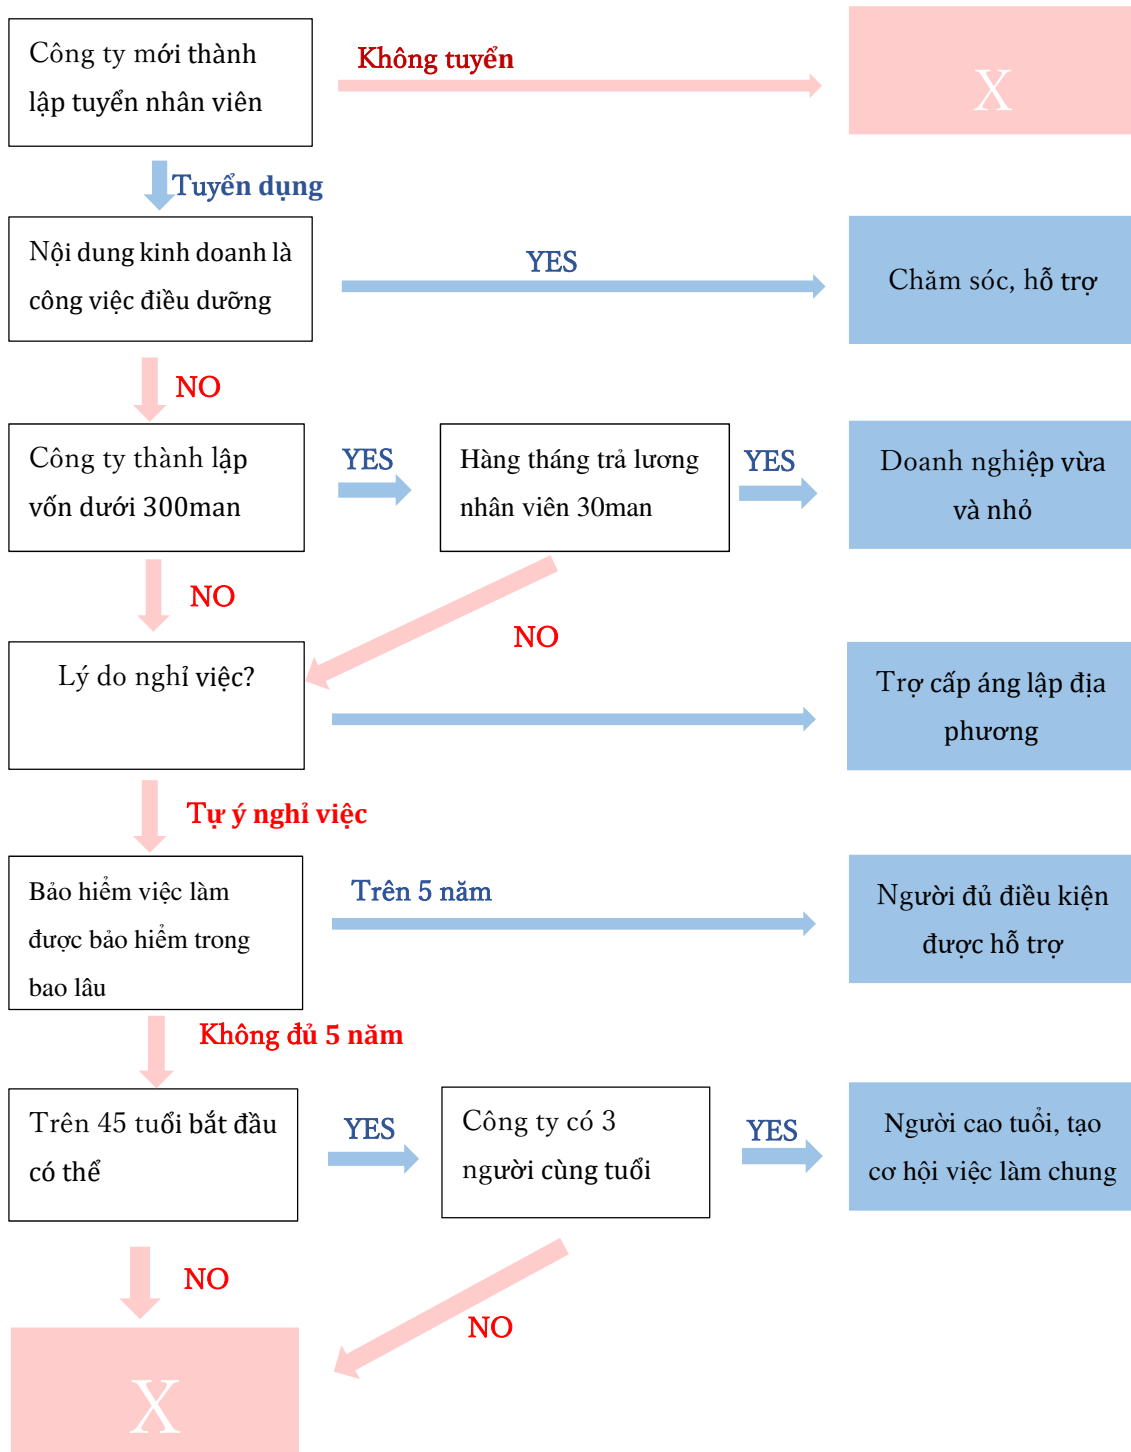 Công ty mới thành
lập tuyển nhân viên
Không tuyển
X
Tuyển dụng
Nội dung kinh doanh là
công việc điều dưỡng
YES
Chăm sóc, hỗ trợ
NO
Công ty thành lập
vốn dưới 300man
YES
Hàng tháng trả lương
nhân viên 30man
YES
Doanh nghiệp vừa
và nhỏ
NO
NO
Lý do nghỉ việc?
Trợ cấp áng lập địa
phương
Tự ý nghỉ việc
Bảo hiểm việc làm
được bảo hiểm trong
bao lâu
Trên 5 năm
Người đủ điều kiện
được hỗ trợ
Không đủ 5 năm
Trên 45 tuổi bắt đầu
có thể
YES
Công ty có 3
người cùng tuổi
YES
Người cao tuổi, tạo
cơ hội việc làm chung
NO
NO
X